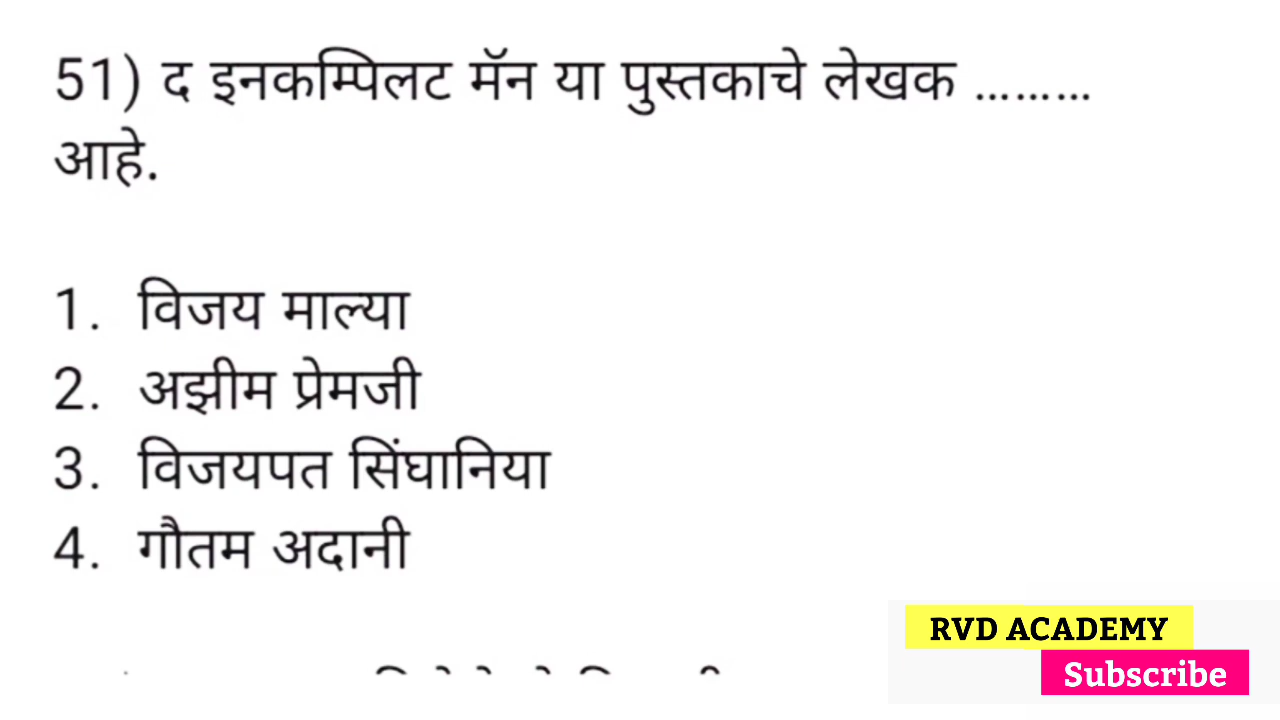 51) द इनकम्पिलट मॅन या पुस्तकाचे लेखक .........
आहे.
1. विजय माल्या
2. अझीम प्रेमजी
3. विजयपत सिंघानिया
4. गौतम अदानी
RVD ACADEMY
Subscribe